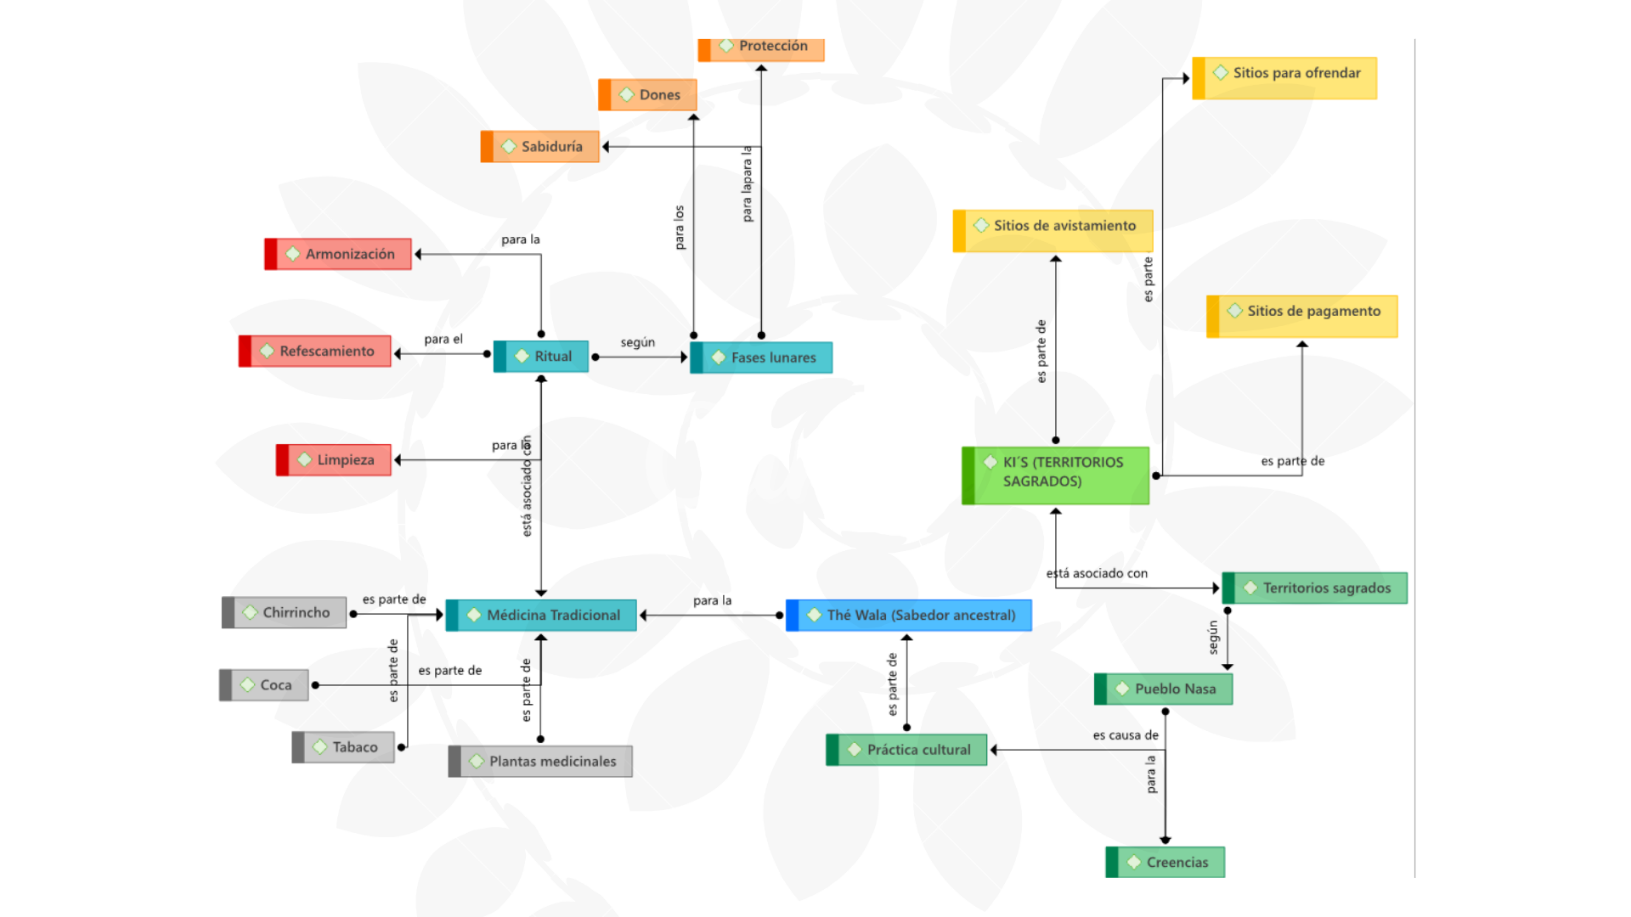 Protección
Sitios para ofrendar
Dones
Sabiduría
para lapara la
para los
Sitios de avistamiento
para la
Armonización
es parte
Sitios de pagamento
es parte de
para el
Refescamiento
Ritual
según
Fases lunares
para la
Limpieza
está asociado con
KI´S (TERRITORIOS
SAGRADOS)
es parte de
está asociado con
Territorios sagrados
es parte de
Chirrincho
Médicina Tradicional
para la
Thé Wala (Sabedor ancestral)
según
es parte de
es parte de
Coca
es parte de
es parte de
Pueblo Nasa
Tabaco
Plantas medicinales
Práctica cultural
es causa de
para la
Creencias